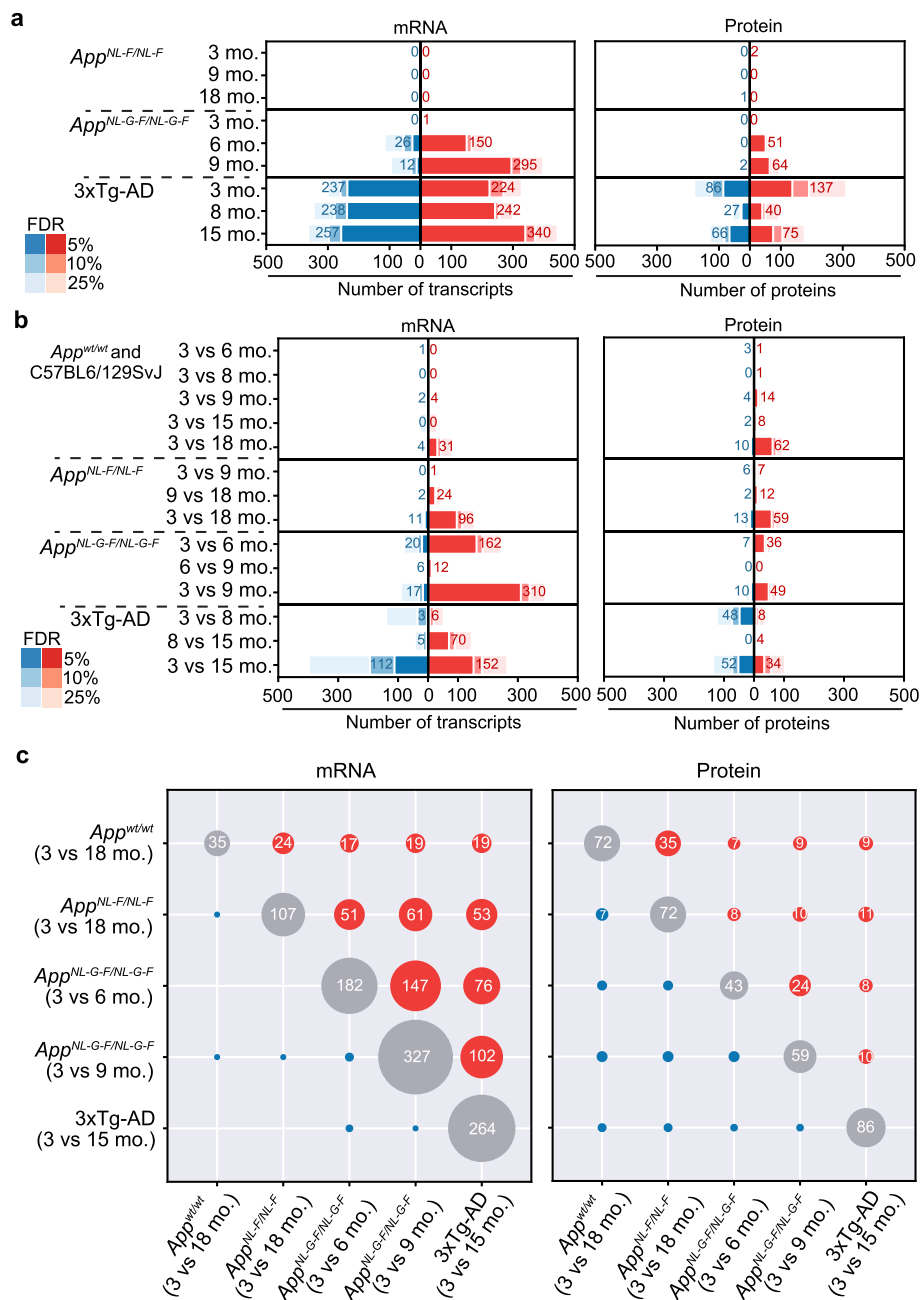 a
mRNA Protein
App^NL-F/NL-F 3 mo. 0 0 0 2
9 mo. 0 0 0 0
18 mo. 0 0 1 0
App^NL-G-F/NL-G-F 3 mo. 0 1 0 0
6 mo. 26 150 0 51
9 mo. 12 295 2 64
3xTg-AD 3 mo. 237 224 86 137
8 mo. 238 242 27 40
15 mo. 257 340 66 75
FDR
5%
10%
25%
500 300 100 0 100 300 500 500 300 100 0 100 300 500
Number of transcripts Number of proteins
b
mRNA Protein
App^wt/wt and
C57BL6/129SvJ
3 vs 6 mo. 1 0 3 1
3 vs 8 mo. 0 0 0 1
3 vs 9 mo. 2 4 4 14
3 vs 15 mo. 0 0 2 8
3 vs 18 mo. 4 31 10 62
App^NL-F/NL-F 3 vs 9 mo. 0 1 6 7
9 vs 18 mo. 2 24 2 12
3 vs 18 mo. 11 96 13 59
App^NL-G-F/NL-G-F 3 vs 6 mo. 20 162 7 36
6 vs 9 mo. 6 12 0 0
3 vs 9 mo. 17 310 10 49
3xTg-AD 3 vs 8 mo. 3 6 48 8
8 vs 15 mo. 5 70 0 4
3 vs 15 mo. 112 152 52 34
FDR
5%
10%
25%
500 300 100 0 100 300 500 500 300 100 0 100 300 500
Number of transcripts Number of proteins
c
mRNA Protein
App^wt/wt
(3 vs 18 mo.)
35 24 17 19 19 72 35 7 9 9
App^NL-F/NL-F
(3 vs 18 mo.)
107 51 61 53 7 72 8 10 11
App^NL-G-F/NL-G-F
(3 vs 6 mo.)
182 147 76 43 24 8
App^NL-G-F/NL-G-F
(3 vs 9 mo.)
327 102 59 10
3xTg-AD
(3 vs 15 mo.)
264 86
App^wt/wt
(3 vs 18 mo.)
App^NL-F/NL-F
(3 vs 18 mo.)
App^NL-G-F/NL-G-F
(3 vs 6 mo.)
App^NL-G-F/NL-G-F
(3 vs 9 mo.)
3xTg-AD
(3 vs 15 mo.)
App^wt/wt
(3 vs 18 mo.)
App^NL-F/NL-F
(3 vs 18 mo.)
App^NL-G-F/NL-G-F
(3 vs 6 mo.)
App^NL-G-F/NL-G-F
(3 vs 9 mo.)
3xTg-AD
(3 vs 15 mo.)